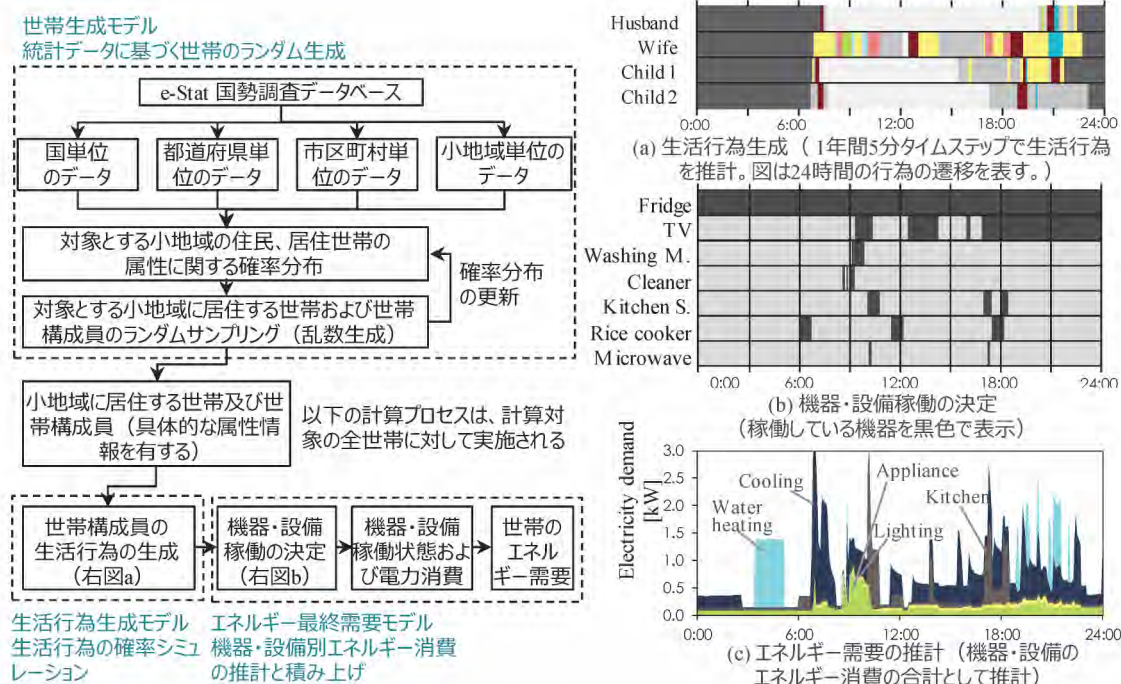 世帯生成モデル
統計データに基づく世帯のランダム生成
e-Stat 国勢調査データベース
国単位
のデータ
都道府県単
位のデータ
市区町村単
位のデータ
小地域単位の
データ
対象とする小地域の住民、居住世帯の
属性に関する確率分布
確率分布
の更新
対象とする小地域に居住する世帯および世帯
構成員のランダムサンプリング（乱数生成）
小地域に居住する世帯及び世
帯構成員（具体的な属性情
報を有する）
以下の計算プロセスは、計算対
象の全世帯に対して実施される
世帯構成員の
生活行為の生成
（右図a）
機器・設備
稼働の決定
（右図b）
機器・設備
稼働状態およ
び電力消費
世帯の
エネル
ギー需要
生活行為生成モデル
生活行為の確率シミュ
レーション
エネルギー最終需要モデル
機器・設備別エネルギー消費
の推計と積み上げ
Husband
Wife
Child 1
Child 2
0:00 6:00 12:00 18:00 24:00
(a) 生活行為生成（ 1年間5分タイムステップで生活行為
を推計。図は24時間の行為の遷移を表す。）
Fridge
TV
Washing M.
Cleaner
Kitchen S.
Rice cooker
Microwave
0:00 6:00 12:00 18:00 24:00
(b) 機器・設備稼働の決定
（稼働している機器を黒色で表示）
Electricity demand
[kW]
3.0
2.5
2.0
1.5
1.0
0.5
0.0
Cooling
Water
heating
Appliance
Kitchen
Lighting
0:00 6:00 12:00 18:00 24:00
(c) エネルギー需要の推計（機器・設備の
エネルギー消費の合計として推計）